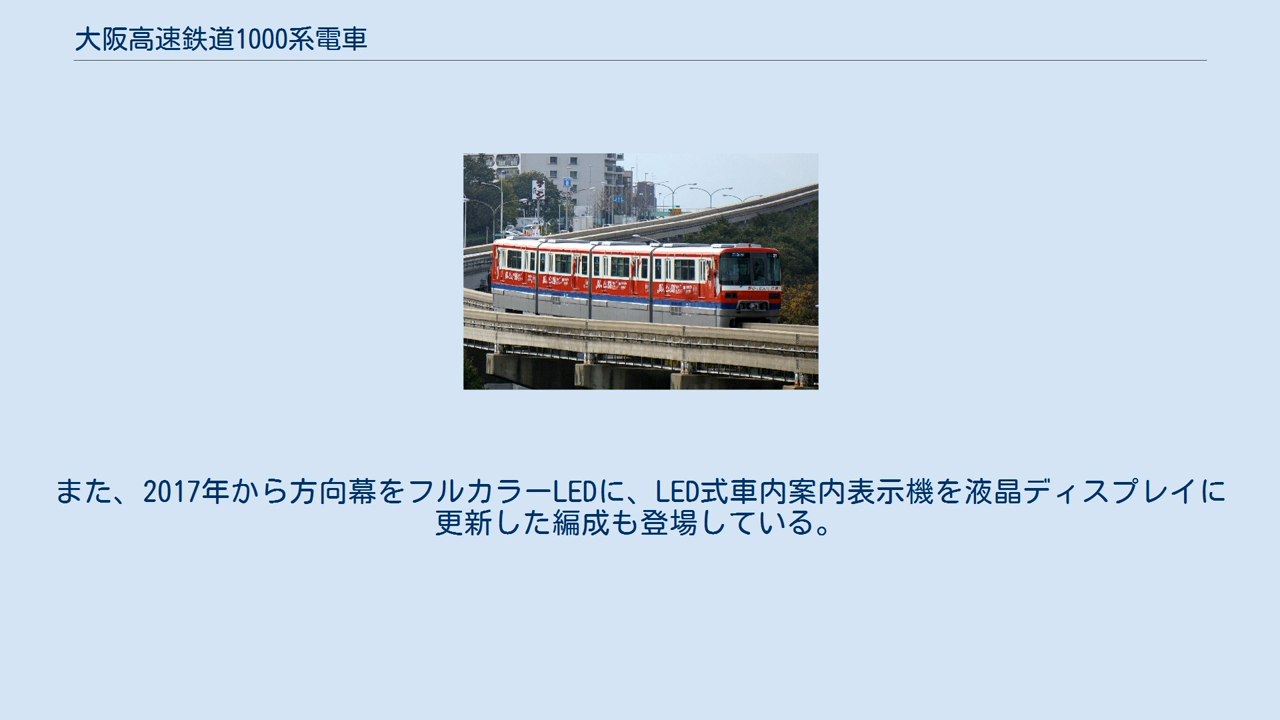 大阪高速鉄道1000系電車
また、2017年から方向幕をフルカラーLEDに、LED式車内案内表示機を液晶ディスプレイに
更新した編成も登場している。